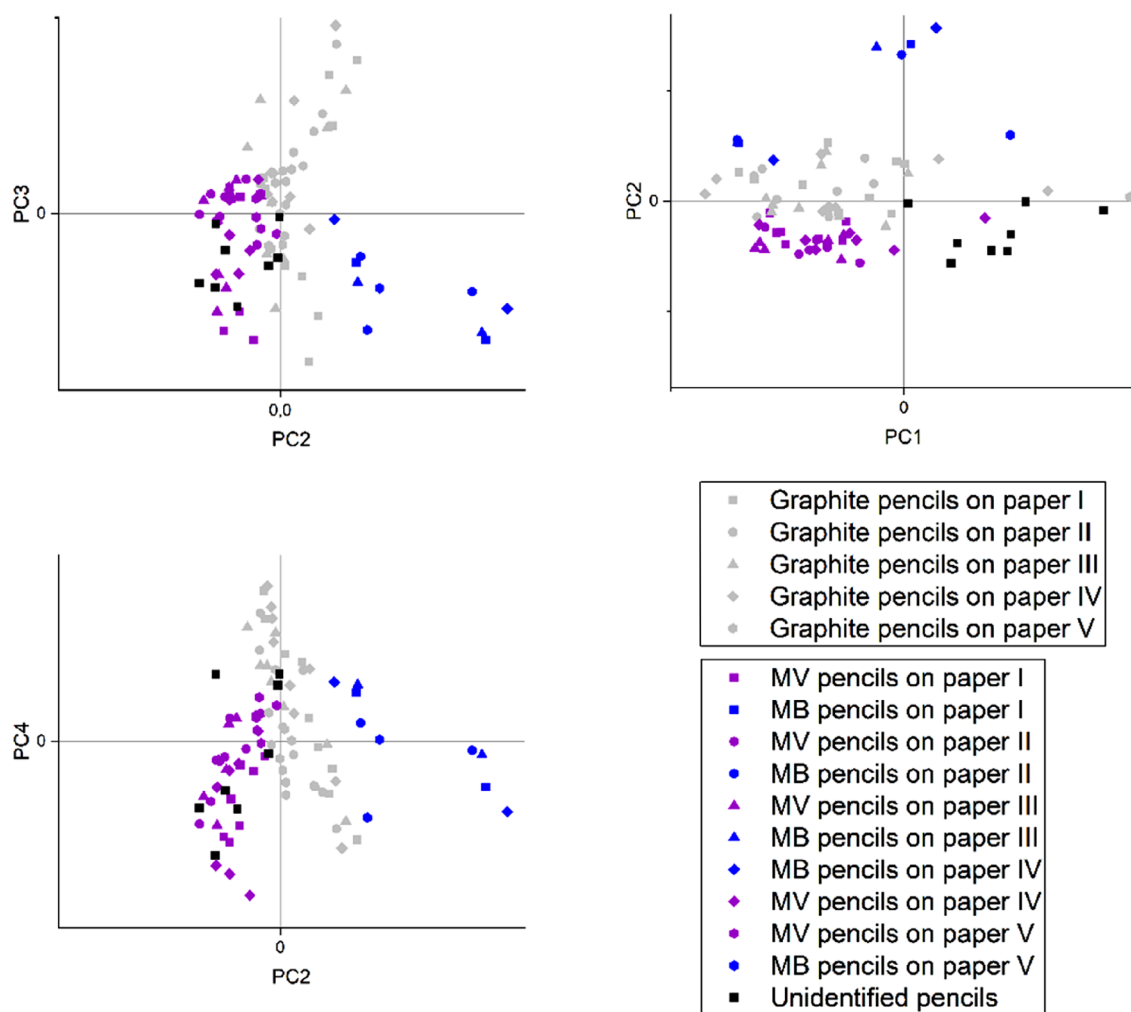 PC3
0
0,0
PC2
PC2
0
0
PC1
PC4
0
0
PC2
Graphite pencils on paper I
Graphite pencils on paper II
Graphite pencils on paper III
Graphite pencils on paper IV
Graphite pencils on paper V
MV pencils on paper I
MB pencils on paper I
MV pencils on paper II
MB pencils on paper II
MV pencils on paper III
MB pencils on paper III
MB pencils on paper IV
MV pencils on paper IV
MV pencils on paper V
MB pencils on paper V
Unidentified pencils